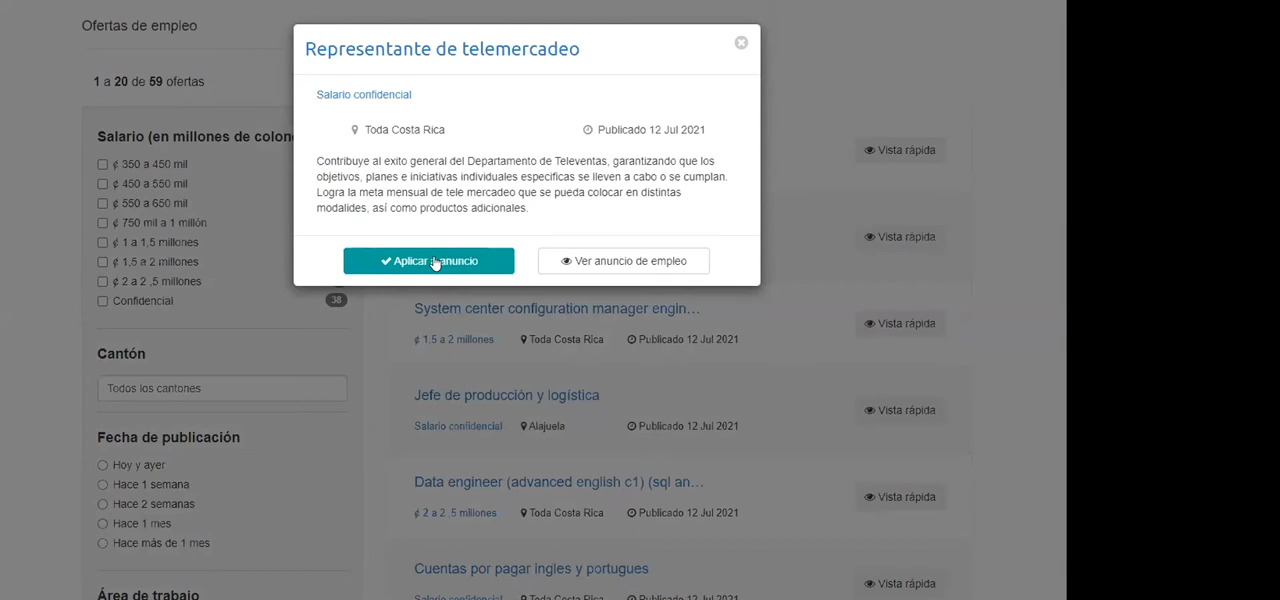 Ofertas de empleo
1 a 20 de 59 ofertas
Representante de telemercadeo
Salario confidencial
Toda Costa Rica
Publicado 12 Jul 2021
Contribuye al exito general del Departamento de Televentas, garantizando que los
objetivos, planes e iniciativas individuales especificas se lleven a cabo o se cumplan.
Logra la meta mensual de tele mercadeo que se pueda colocar en distintas
modalides, así como productos adicionales.
Aplicar anuncio
Ver anuncio de empleo
Salario (en millones de colon
¢ 350 a 450 mil
¢ 450 a 550 mil
¢ 550 a 650 mil
¢ 750 mil a 1 millón
¢ 1 a 1,5 millones
¢ 1,5 a 2 millones
¢ 2 a 2 ,5 millones
Confidencial
38
Cantón
Todos los cantones
Fecha de publicación
Hoy y ayer
Hace 1 semana
Hace 2 semanas
Hace 1 mes
Hace más de 1 mes
Área de trabajo
Vista rápida
Vista rápida
System center configuration manager engin...
¢ 1,5 a 2 millones Toda Costa Rica Publicado 12 Jul 2021
Vista rápida
Jefe de producción y logística
Salario confidencial Alajuela Publicado 12 Jul 2021
Vista rápida
Data engineer (advanced english c1) (sql an...
¢ 2 a 2 ,5 millones Toda Costa Rica Publicado 12 Jul 2021
Vista rápida
Cuentas por pagar ingles y portugues
Salario confidencial Toda Costa Rica Publicado 12 Jul 2021
Vista rápida